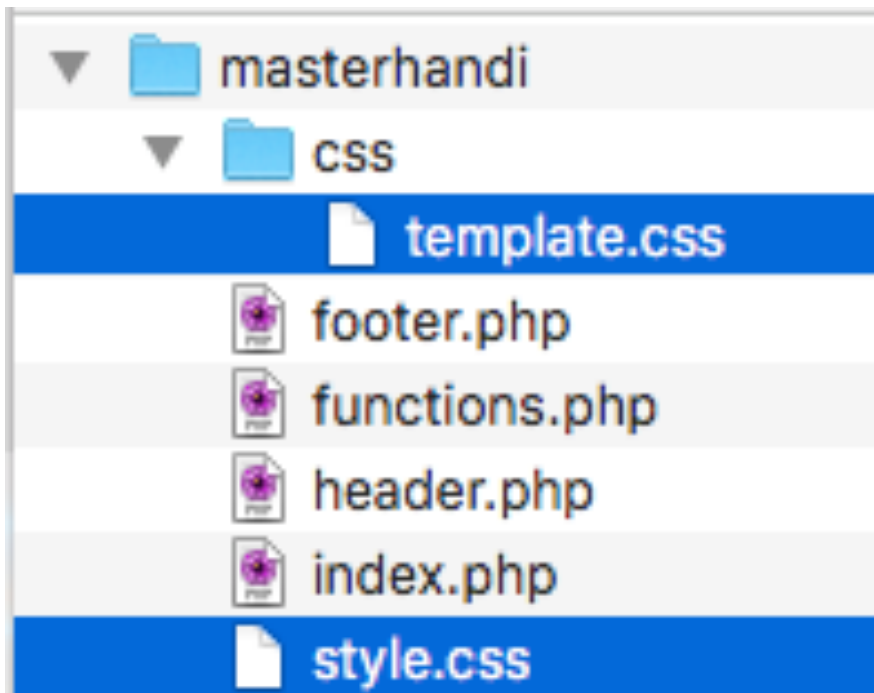 masterhandi
css
template.css
footer.php
functions.php
header.php
index.php
style.css